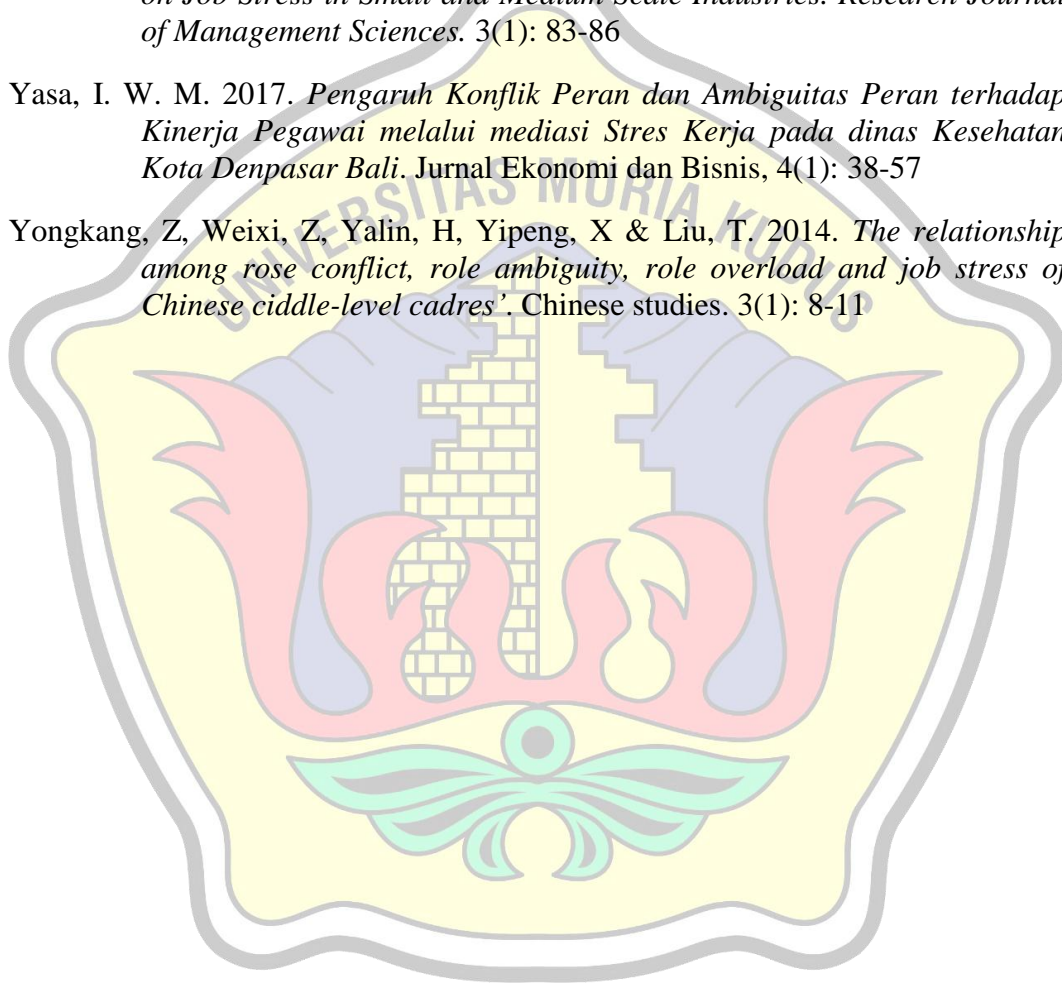 on Job Stress in Small and Medium Scale Industries. Research Journal
of Management Sciences. 3(1): 83-86
Yasa, I. W. M. 2017. Pengaruh Konflik Peran dan Ambiguitas Peran terhadap
Kinerja Pegawai melalui mediasi Stres Kerja pada dinas Kesehatan
Kota Denpasar Bali. Jurnal Ekonomi dan Bisnis, 4(1): 38-57
UNIVERSITAS MURIA KUDUS
Yongkang, Z, Weixi, Z, Yalin, H, Yipeng, X & Liu, T. 2014. The relationship
among rose conflict, role ambiguity, role overload and job stress of
Chinese ciddle-level cadres’. Chinese studies. 3(1): 8-11